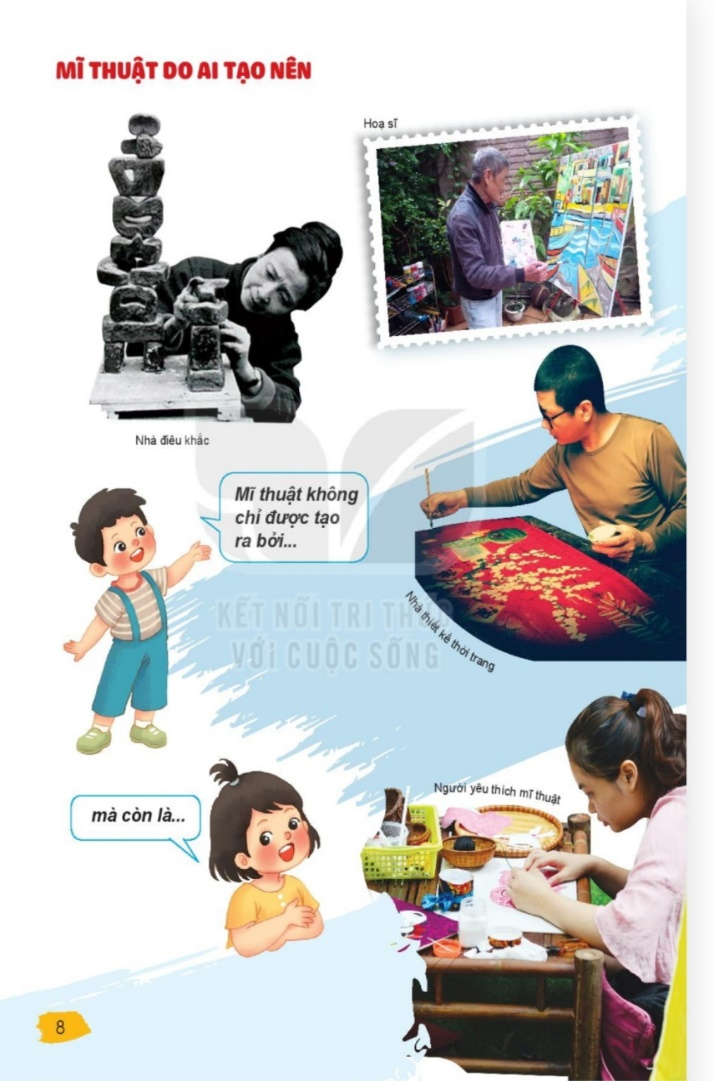 MĨ THUẬT DO AI TẠO NÊN
Hoạ sĩ
Nhà điêu khắc
Mĩ thuật không
chỉ được tạo
ra bởi...
KẾT NỐI TRI THỨC
VỚI CUỘC SỐNG
Nhà thiết kế thời trang
Người yêu thích mĩ thuật
mà còn là...
8